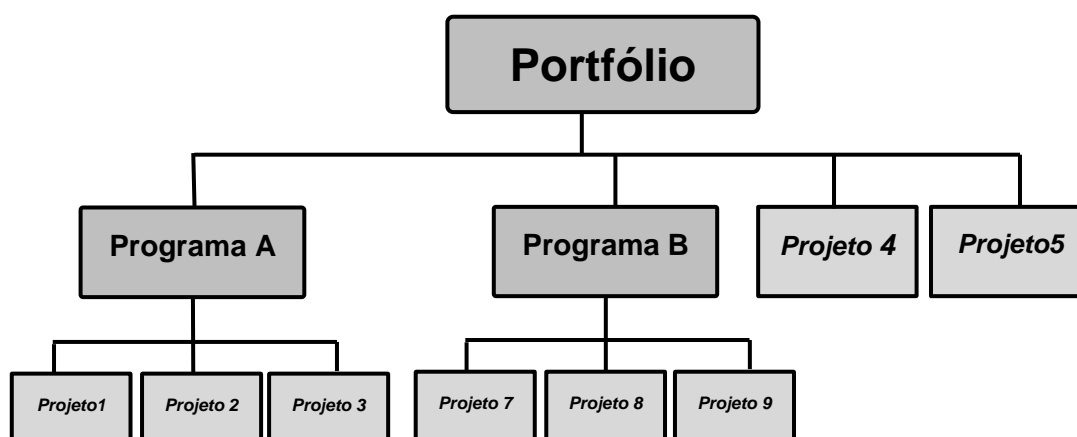 Portfólio
Programa A
Programa B
Projeto 4
Projeto5
Projeto1
Projeto 2
Projeto 3
Projeto 7
Projeto 8
Projeto 9